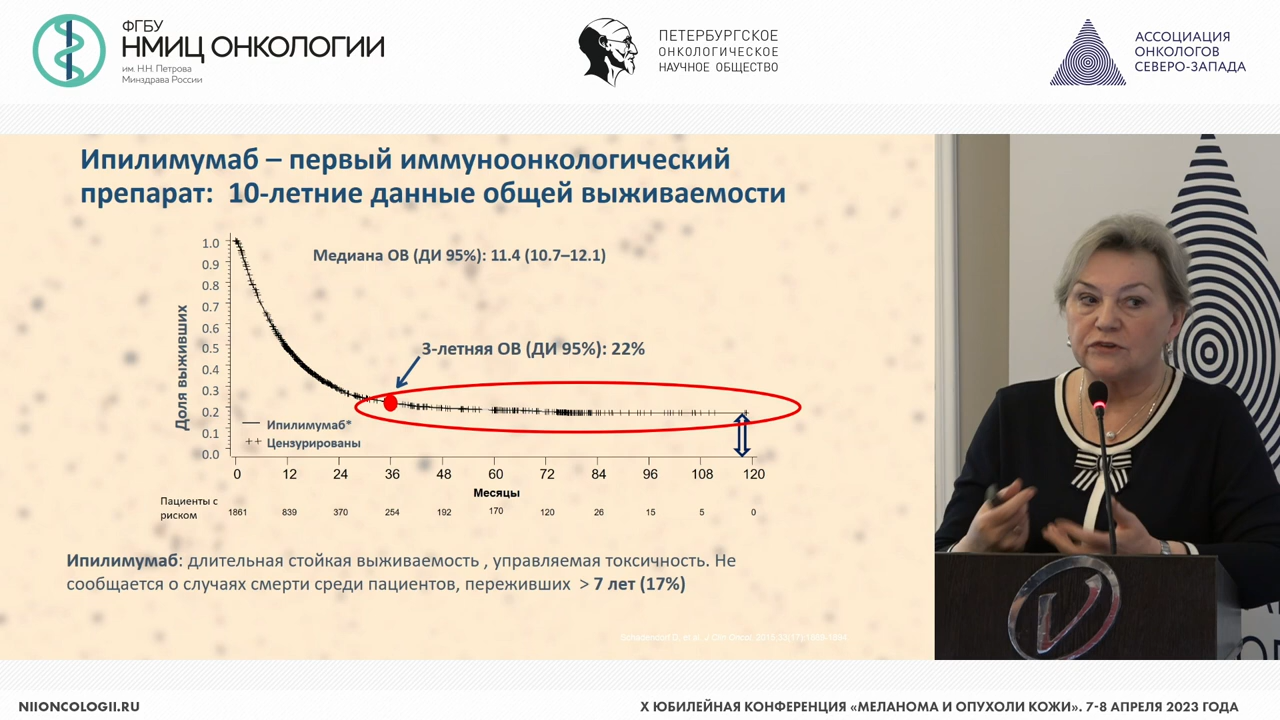 ФГБУ
НМИЦ ОНКОЛОГИИ
им. Н.Н. Петрова
Минздрава России
ПЕТЕРБУРГСКОЕ
ОНКОЛОГИЧЕСКОЕ
НАУЧНОЕ ОБЩЕСТВО
АССОЦИАЦИЯ
ОНКОЛОГОВ
СЕВЕРО-ЗАПАДА
Ипилимумаб – первый иммуноонкологический
препарат: 10-летние данные общей выживаемости
Медиана ОВ (ДИ 95%): 11.4 (10.7–12.1)
3-летняя ОВ (ДИ 95%): 22%
Доля выживших
1.0
0.9
0.8
0.7
0.6
0.5
0.4
0.3
0.2
0.1
0.0
Ипилимумаб*
Цензурированы
0 12 24 36 48 60 72 84 96 108 120
Месяцы
Пациенты с
риском
1861 839 370 254 192 170 120 26 15 5 0
Ипилимумаб: длительная стойкая выживаемость , управляемая токсичность. Не
сообщается о случаях смерти среди пациентов, переживших > 7 лет (17%)
NIIONCOLOGII.RU
X ЮБИЛЕЙНАЯ КОНФЕРЕНЦИЯ «МЕЛАНОМА И ОПУХОЛИ КОЖИ». 7-8 АПРЕЛЯ 2023 ГОДА